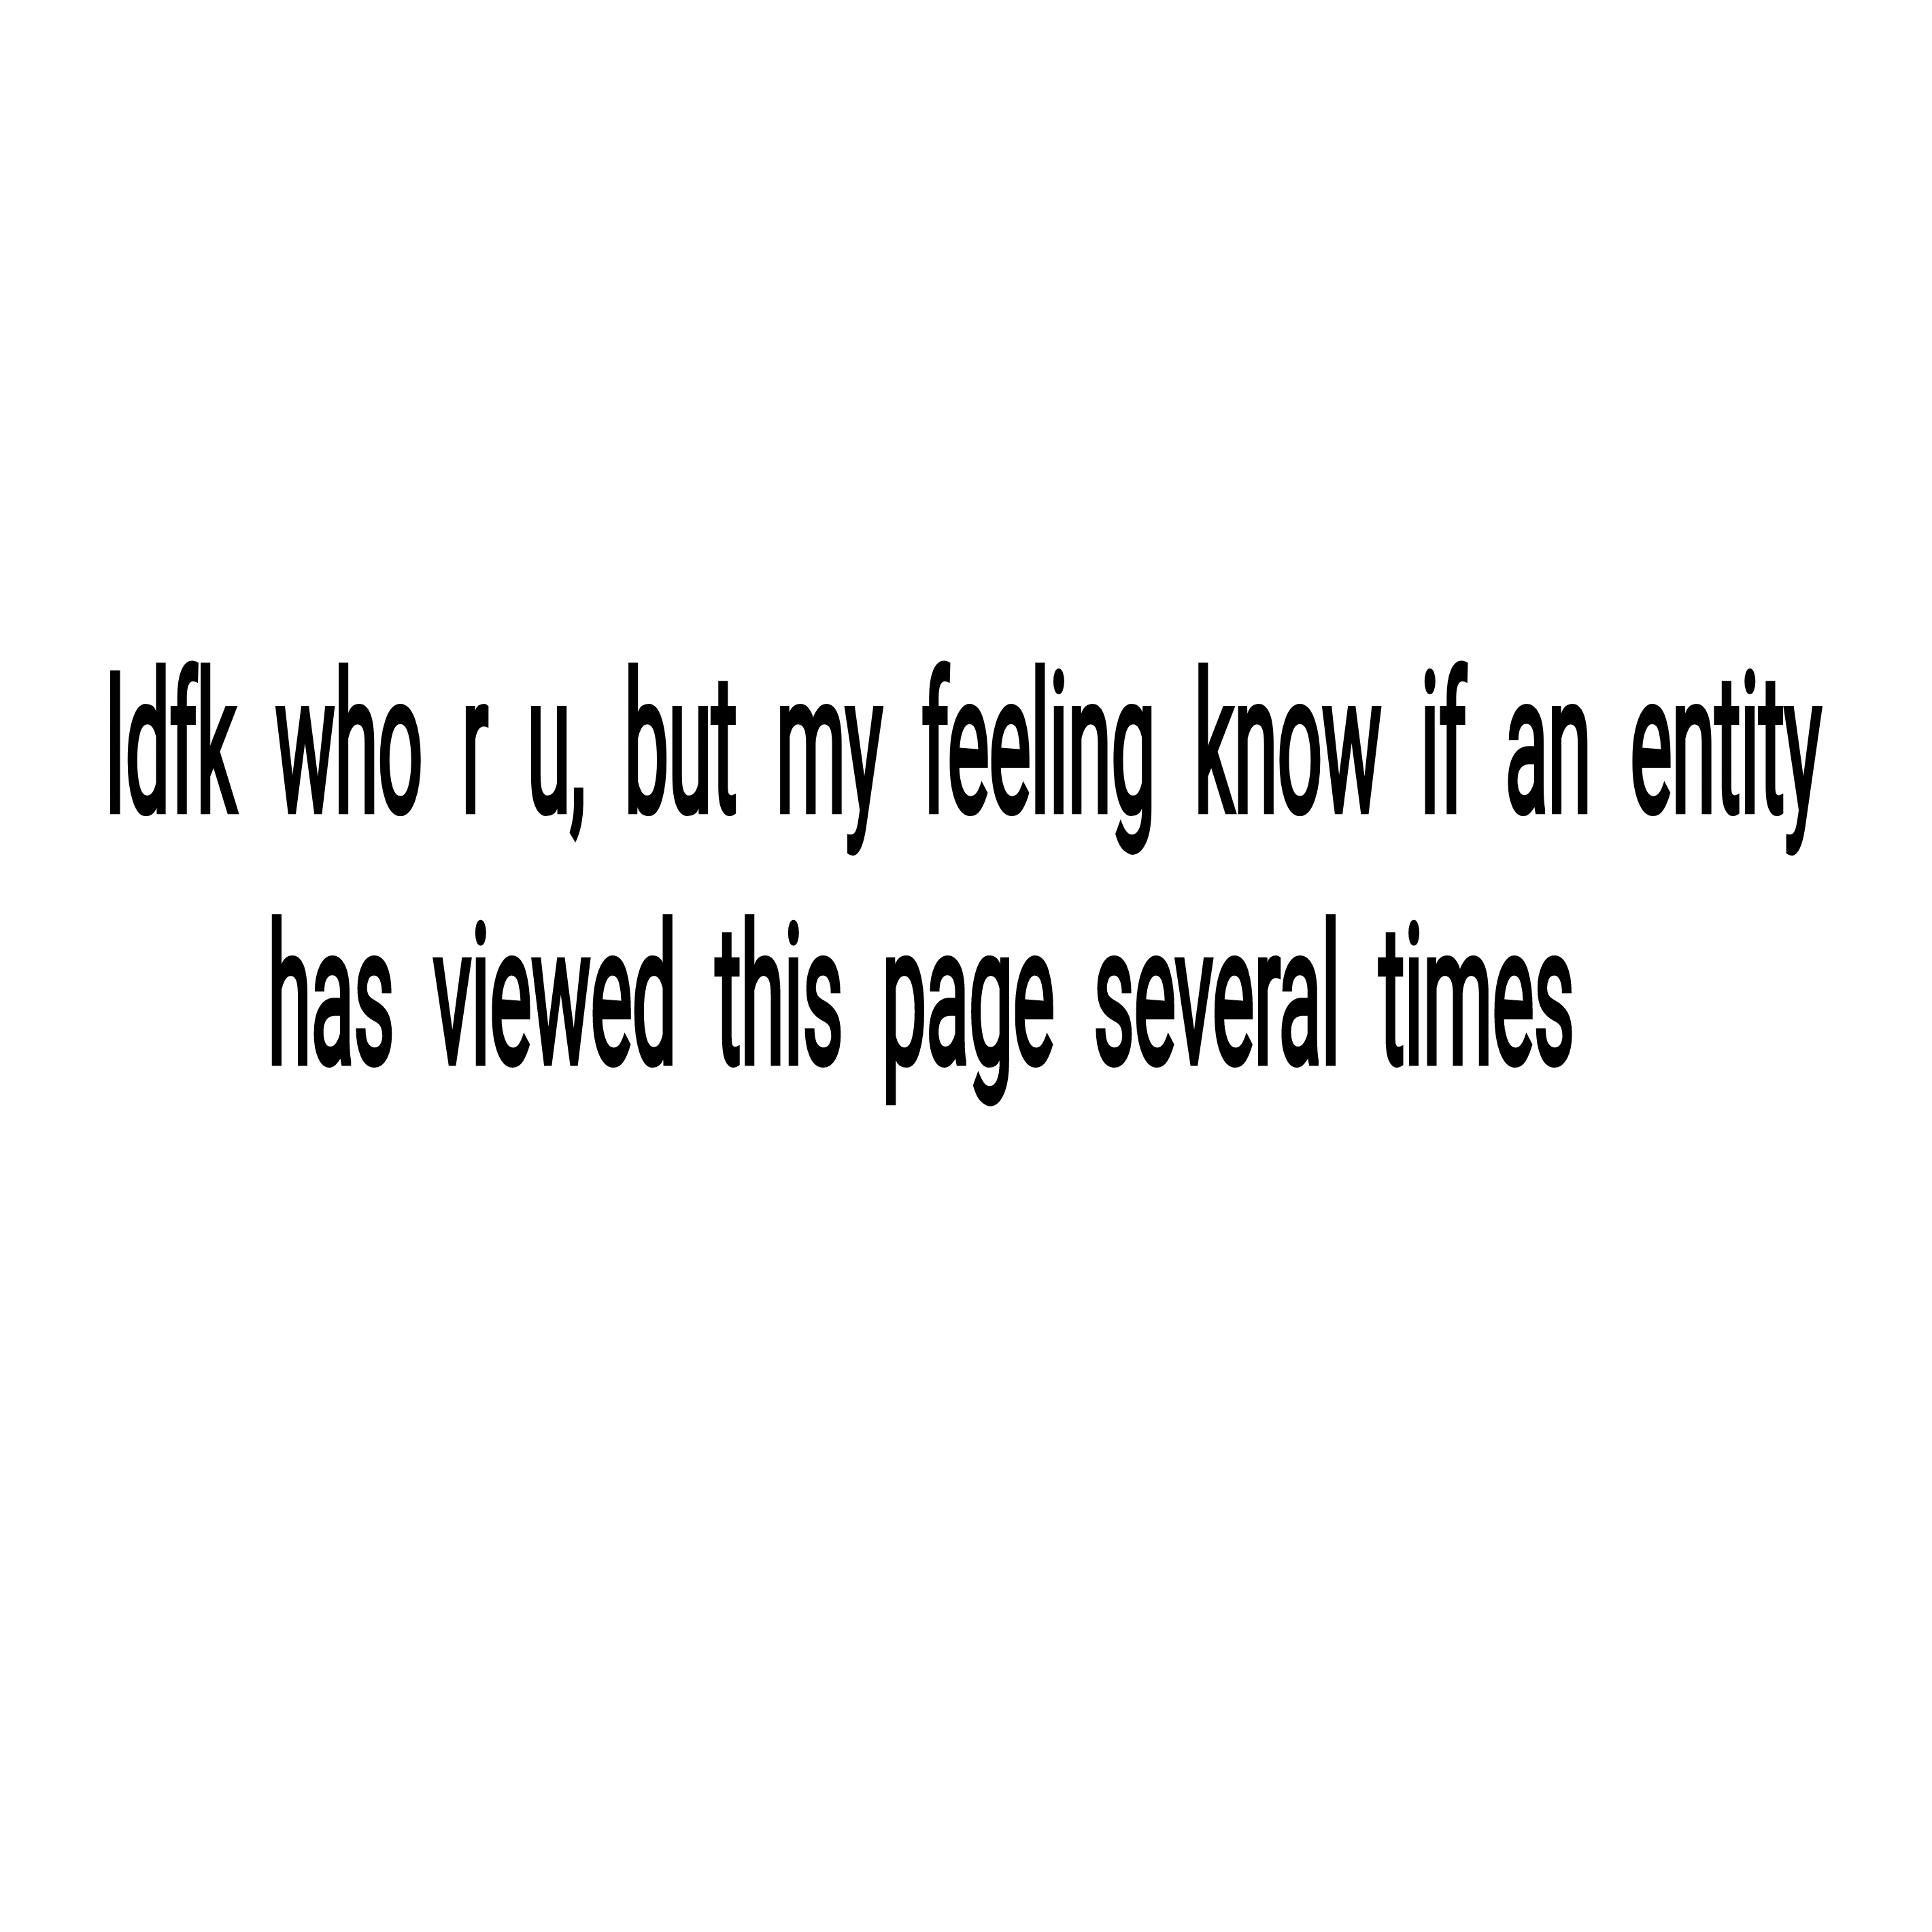 Idfk who r u, but my feeling know if an entity
has viewed this page several times